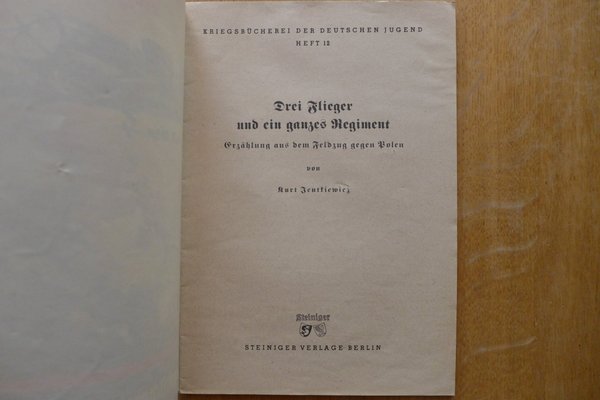 KRIEGSBÜCHEREI DER DEUTSCHEN JUGEND
HEFT 12
Drei Flieger
und ein ganzes Regiment
Erzählung aus dem Feldzug gegen Polen
von
Kurt Jentkiewicz
Steiniger
STEINIGER VERLAGE BERLIN